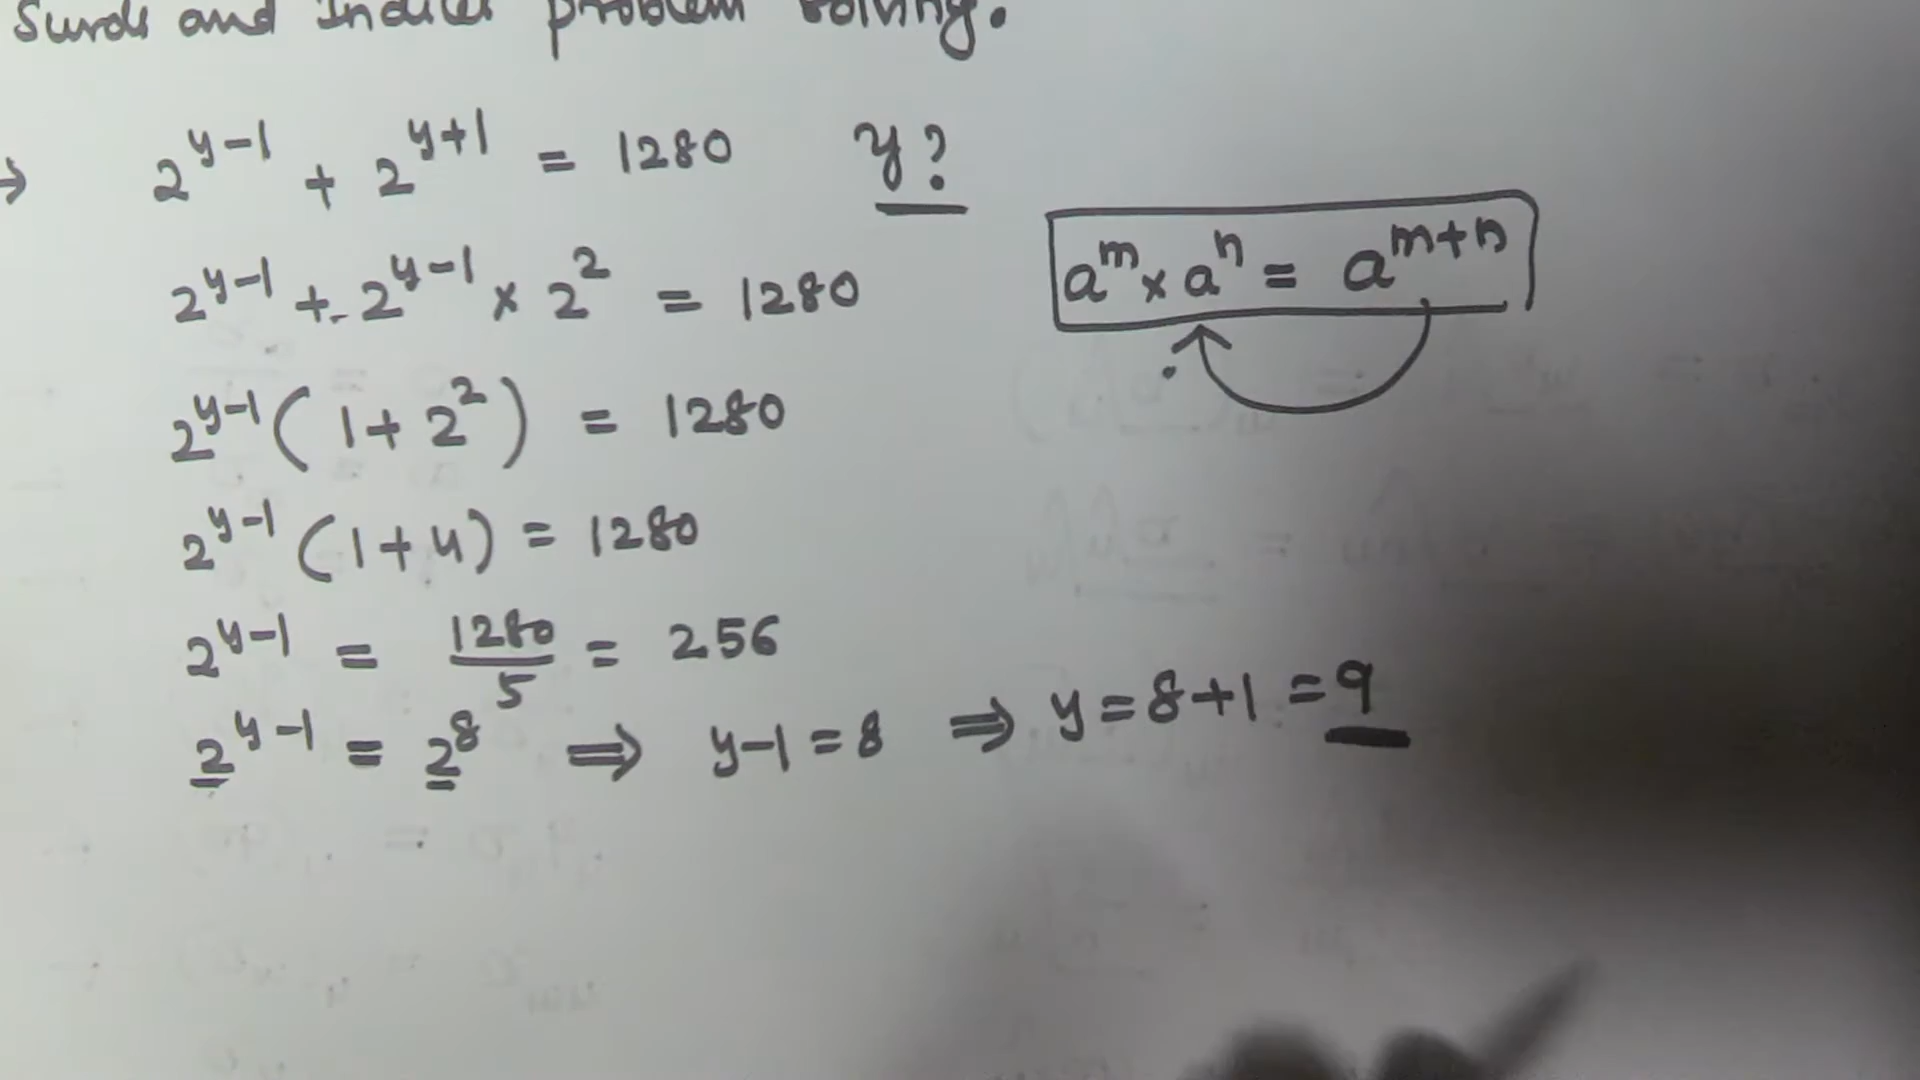 Surds and Indices problem solving.
→ 2^{y-1} + 2^{y+1} = 1280 y?
2^{y-1} + 2^{y-1} × 2^2 = 1280
a^m × a^n = a^{m+n}
2^{y-1} (1 + 2^2) = 1280
2^{y-1} (1 + 4) = 1280
2^{y-1} = 1280/5 = 256
2^{y-1} = 2^8 ⇒ y-1 = 8 ⇒ y = 8+1 = 9